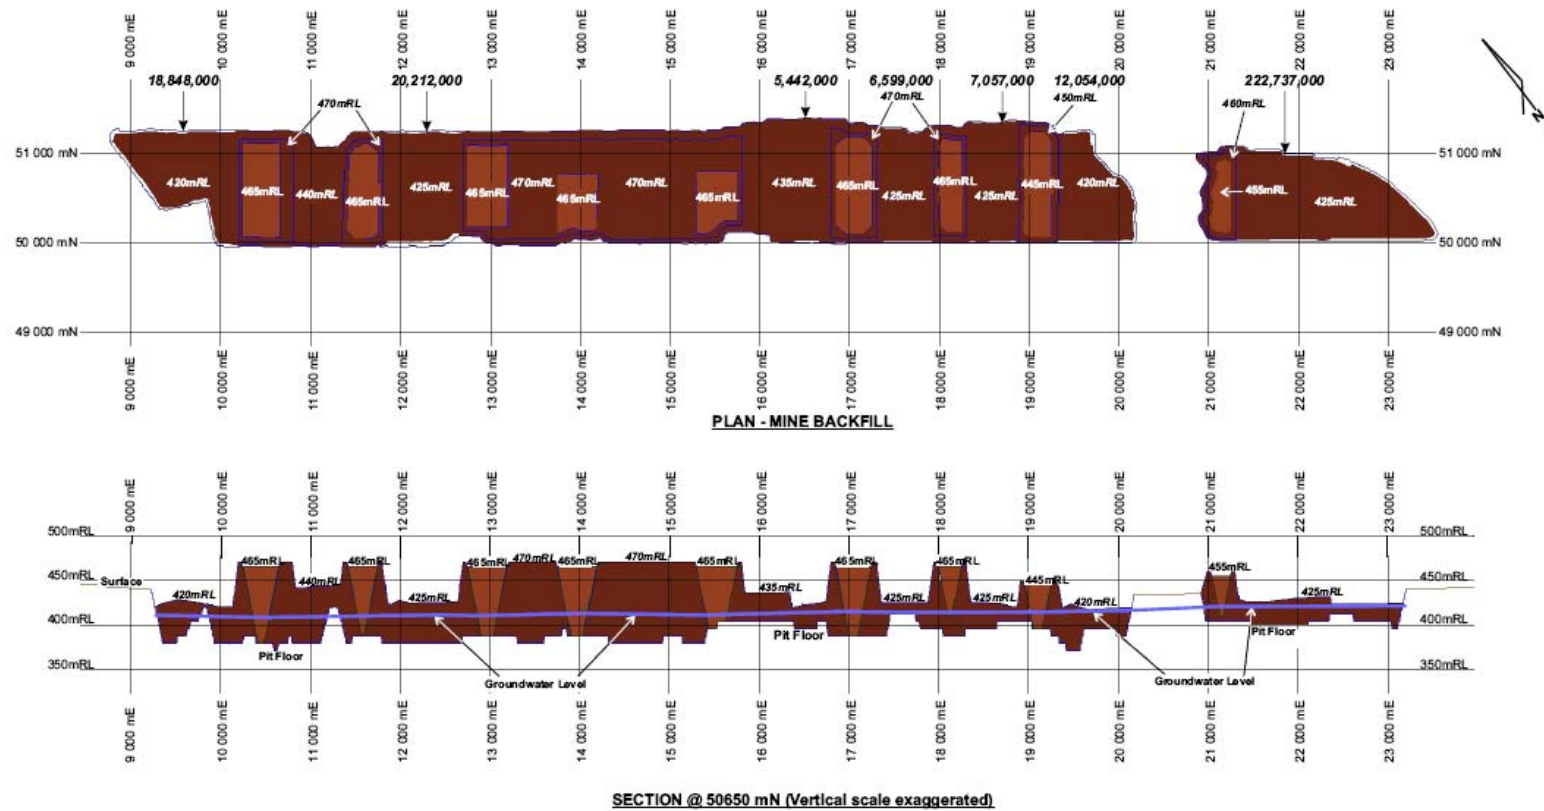 9 000 mE 10 000 mE 11 000 mE 12 000 mE 13 000 mE 14 000 mE 15 000 mE 16 000 mE 17 000 mE 18 000 mE 19 000 mE 20 000 mE 21 000 mE 22 000 mE 23 000 mE
18,848,000 20,212,000 5,442,000 6,599,000 7,057,000 12,054,000 222,737,000
470mRL 470mRL 450mRL 460mRL
N
51 000 mN 51 000 mN
420mRL 465mRL 440mRL 465mRL 425mRL 465mRL 470mRL 465mRL 470mRL 465mRL 435mRL 465mRL 425mRL 465mRL 425mRL 445mRL 420mRL 455mRL 425mRL
50 000 mN 50 000 mN
49 000 mN 49 000 mN
9 000 mE 10 000 mE 11 000 mE 12 000 mE 13 000 mE 14 000 mE 15 000 mE 16 000 mE 17 000 mE 18 000 mE 19 000 mE 20 000 mE 21 000 mE 22 000 mE 23 000 mE
PLAN - MINE BACKFILL
9 000 mE 10 000 mE 11 000 mE 12 000 mE 13 000 mE 14 000 mE 15 000 mE 16 000 mE 17 000 mE 18 000 mE 19 000 mE 20 000 mE 21 000 mE 22 000 mE 23 000 mE
500mRL 500mRL
465mRL 465mRL 465mRL 470mRL 465mRL 470mRL 465mRL 465mRL 465mRL 455mRL
450mRL 440mRL 445mRL 450mRL
Surface
420mRL 425mRL 435mRL 425mRL 425mRL 420mRL 425mRL
400mRL 400mRL
Pit Floor Pit Floor Pit Floor
350mRL 350mRL
Groundwater Level Groundwater Level
9 000 mE 10 000 mE 11 000 mE 12 000 mE 13 000 mE 14 000 mE 15 000 mE 16 000 mE 17 000 mE 18 000 mE 19 000 mE 20 000 mE 21 000 mE 22 000 mE 23 000 mE
SECTION @ 50650 mN (Vertical scale exaggerated)